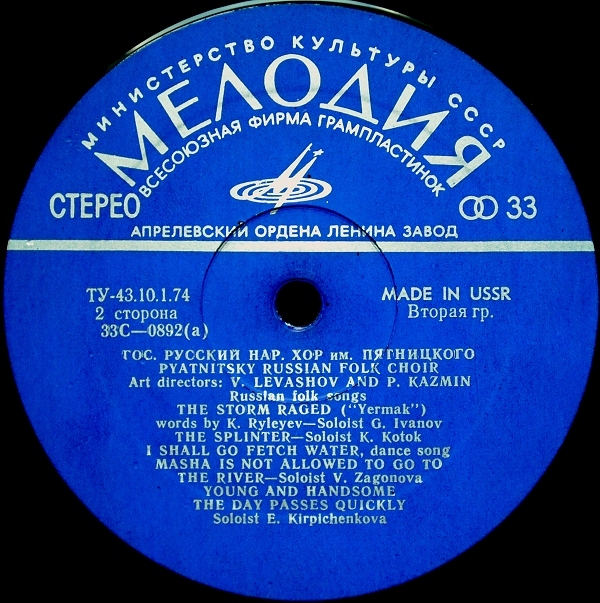 МИНИСТЕРСТВО КУЛЬТУРЫ СССР
МЕЛОДИЯ
ВСЕСОЮЗНАЯ ФИРМА ГРАМПЛАСТИНОК
СТЕРЕО
33
АПРЕЛЕВСКИЙ ОРДЕНА ЛЕНИНА ЗАВОД
ТУ-43.10.1.74
MADE IN USSR
2 сторона
Вторая гр.
33С—0892(а)
ГОС. РУССКИЙ НАР. ХОР им. ПЯТНИЦКОГО
PYATNITSKY RUSSIAN FOLK CHOIR
Art directors: V. LEVASHOV AND P. KAZMIN
Russian folk songs
THE STORM RAGED ("Yermak")
words by K. Ryleyev—Soloist G. Ivanov
THE SPLINTER—Soloist K. Kotok
I SHALL GO FETCH WATER, dance song
MASHA IS NOT ALLOWED TO GO TO
THE RIVER—Soloist V. Zagonova
YOUNG AND HANDSOME
THE DAY PASSES QUICKLY
Soloist E. Kirpichenkova